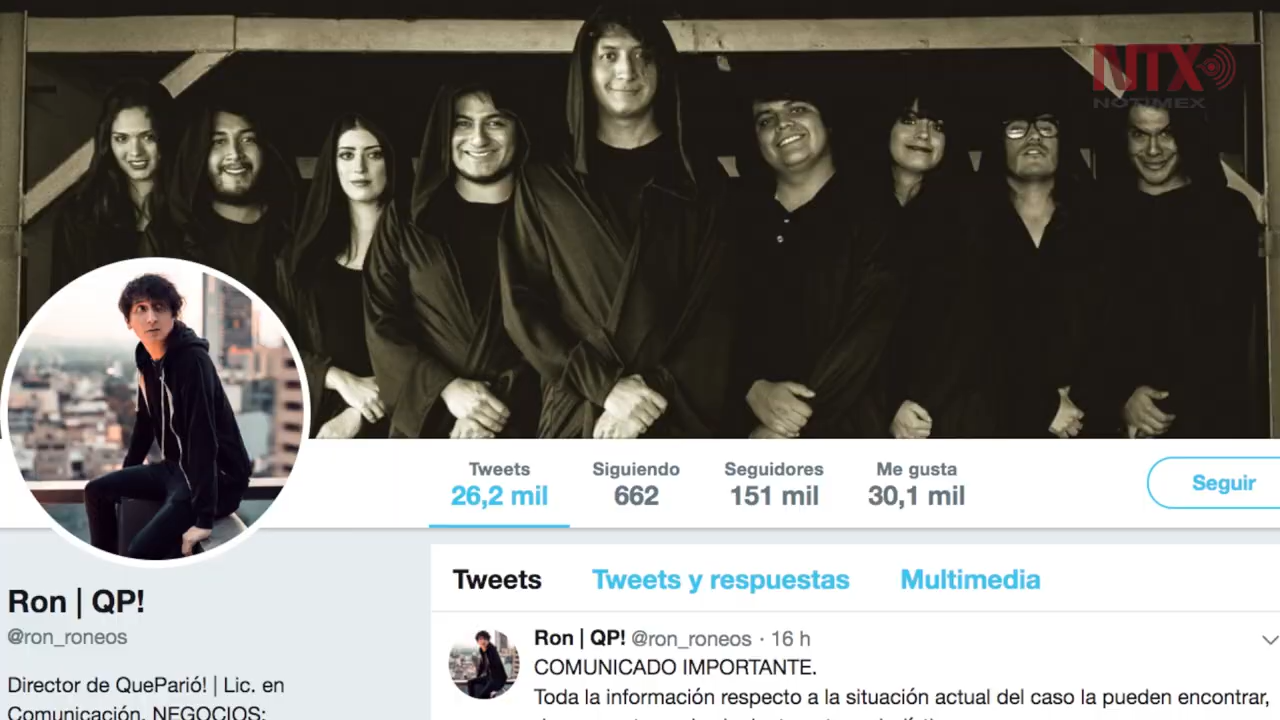 NTX
NOTIMEX
Tweets
26,2 mil
Siguiendo
662
Seguidores
151 mil
Me gusta
30,1 mil
Seguir
Ron | QP!
@ron_roneos
Director de QueParió! | Lic. en
Comunicación. NEGOCIOS:
Tweets
Tweets y respuestas
Multimedia
Ron | QP! @ron_roneos · 16 h
COMUNICADO IMPORTANTE.
Toda la información respecto a la situación actual del caso la pueden encontrar,